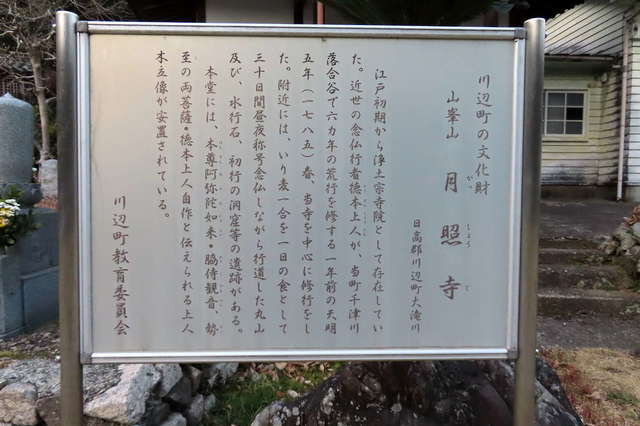 川辺町の文化財
山峯山 月照寺
がっしょうじ
日高郡川辺町大滝川
江戸初期から浄土宗寺院として存在してい
た。近世の念仏行者徳本上人が、当町千津川
落合谷で六カ年の荒行を修する一年前の天明
五年（一七八五）春、当寺を中心に修行をし
た。附近には、いり麦一合を一日の食として
三十日間昼夜称号念仏しながら行道した丸山
及び、水行石、初行の洞窟等の遺跡がある。
本堂には、本尊阿弥陀如来・脇侍観音、勢
至の両菩薩・徳本上人自作と伝えられる上人
木立像が安置されている。
川辺町教育委員会